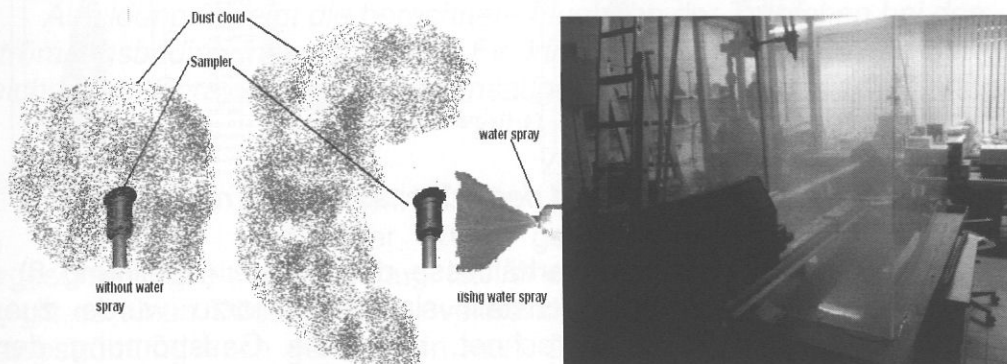 Dust cloud
Sampler
water spray
without water
spray
using water spray